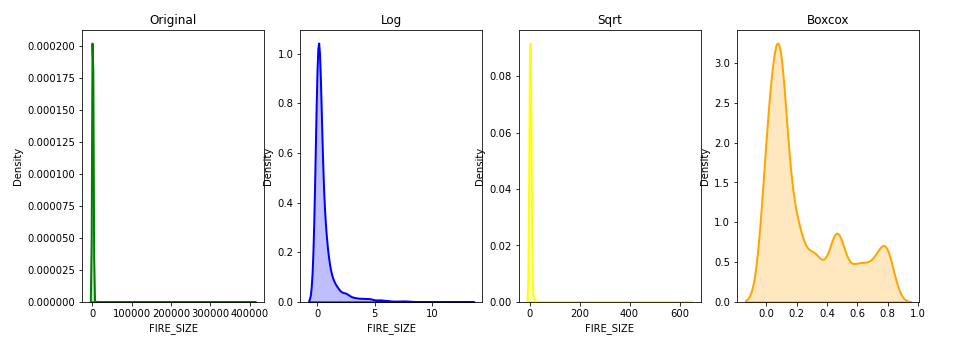 Original
Density
0.000200
0.000175
0.000150
0.000125
0.000100
0.000075
0.000050
0.000025
0.000000
0 100000 200000 300000 400000
FIRE_SIZE
Log
Density
1.0
0.8
0.6
0.4
0.2
0.0
0 5 10
FIRE_SIZE
Sqrt
Density
0.08
0.06
0.04
0.02
0.00
0 200 400 600
FIRE_SIZE
Boxcox
Density
3.0
2.5
2.0
1.5
1.0
0.5
0.0
0.0 0.2 0.4 0.6 0.8 1.0
FIRE_SIZE